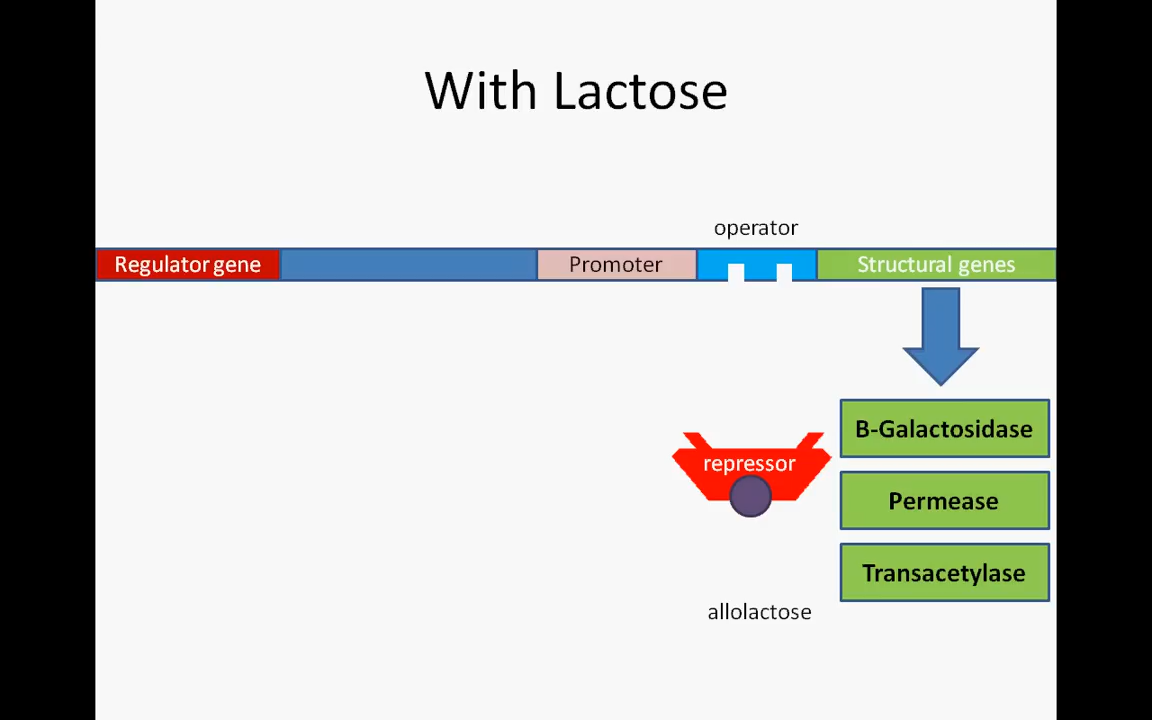 With Lactose
operator
Regulator gene
Promoter
Structural genes
B-Galactosidase
repressor
Permease
Transacetylase
allolactose